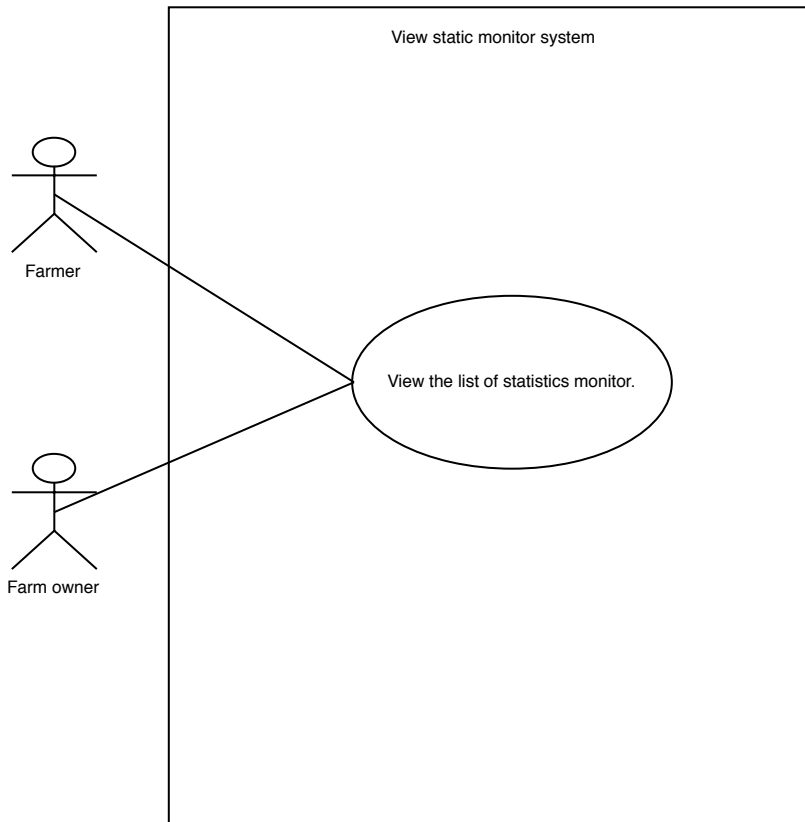 View static monitor system
Farmer
View the list of statistics monitor.
Farm owner